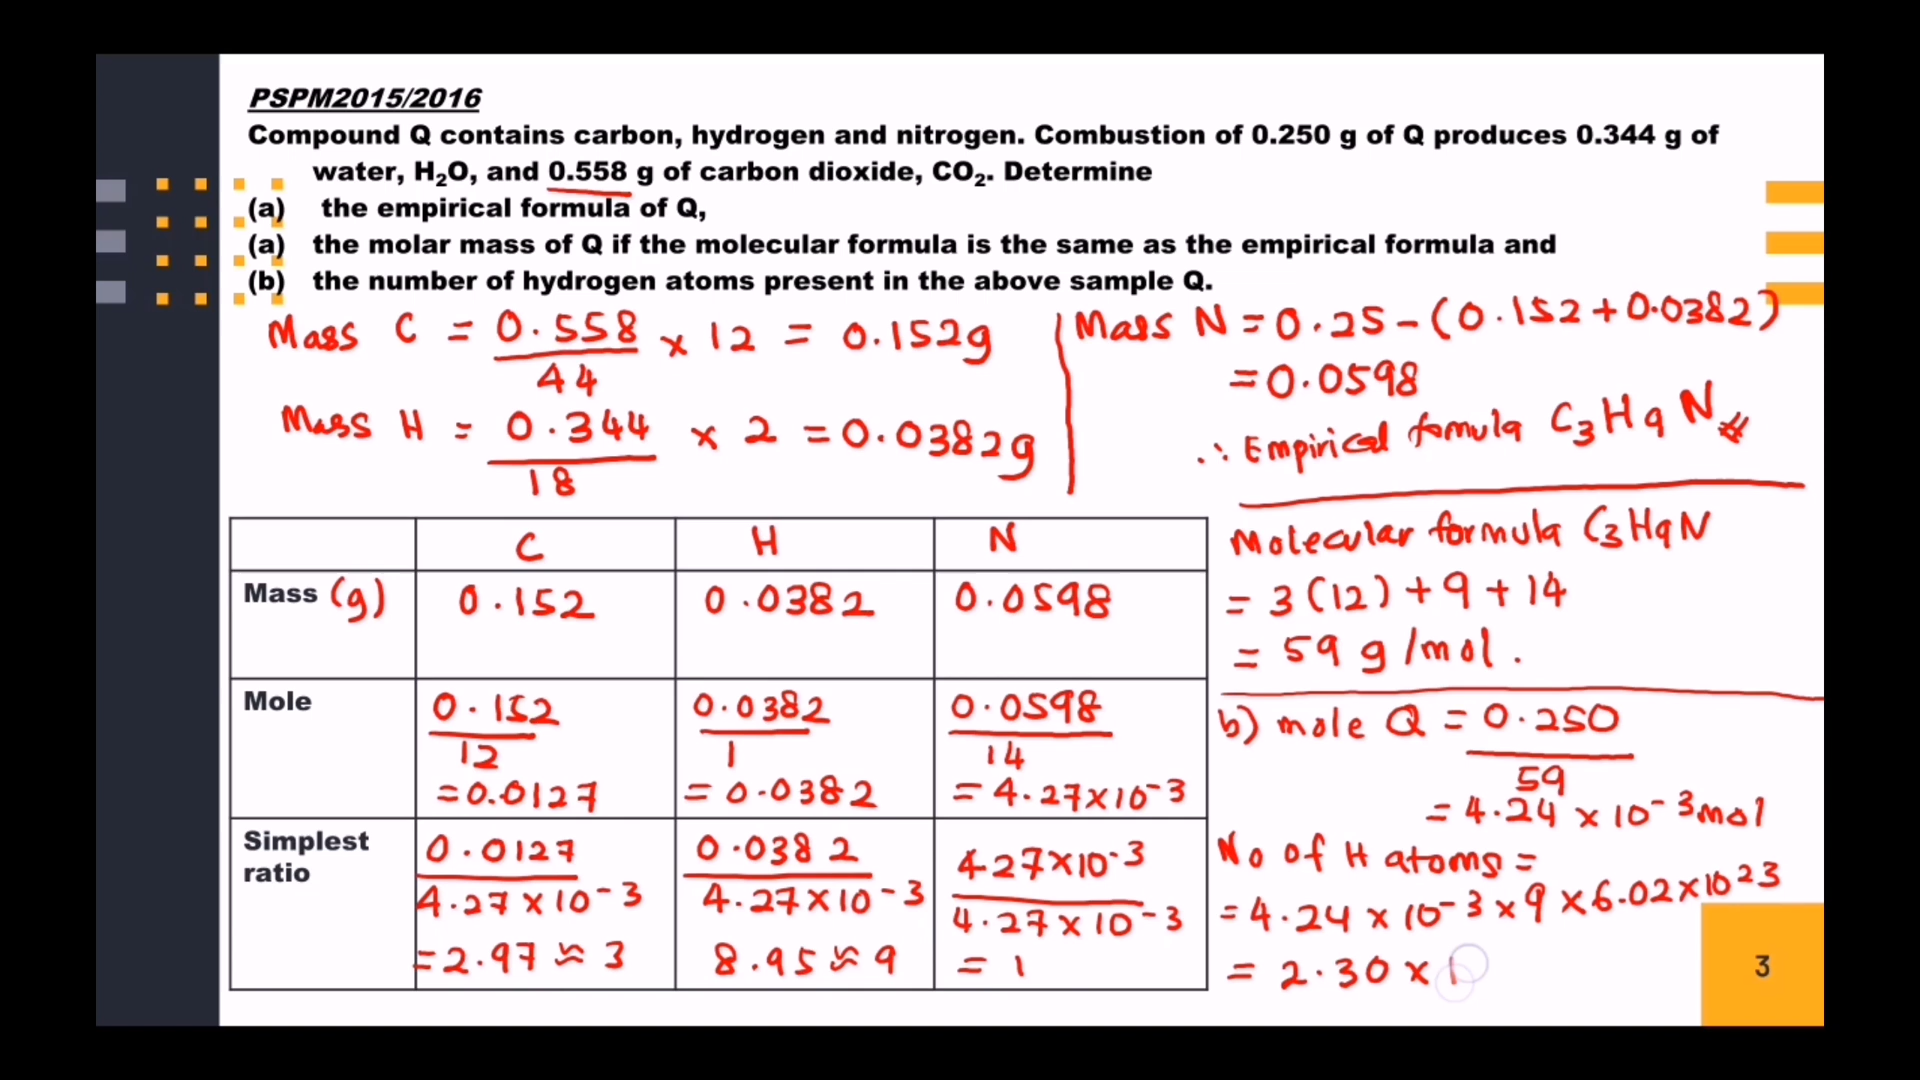 PSPM2015/2016
Compound Q contains carbon, hydrogen and nitrogen. Combustion of 0.250 g of Q produces 0.344 g of
water, H₂O, and 0.558 g of carbon dioxide, CO₂. Determine
(a) the empirical formula of Q,
(a) the molar mass of Q if the molecular formula is the same as the empirical formula and
(b) the number of hydrogen atoms present in the above sample Q.
Mass C = 0.558 / 44 x 12 = 0.152g
Mass H = 0.344 / 18 x 2 = 0.0382g
Mass N = 0.25 - (0.152 + 0.0382)
= 0.0598
∴ Empirical formula C₃H₉N
C H N
Mass (g) 0.152 0.0382 0.0598
Mole 0.152 / 12 0.0382 / 1 0.0598 / 14
= 0.0127 = 0.0382 = 4.27x10⁻³
Simplest ratio 0.0127 / 4.27x10⁻³ 0.0382 / 4.27x10⁻³ 4.27x10⁻³ / 4.27x10⁻³
= 2.97 ≈ 3 8.95 ≈ 9 = 1
Molecular formula C₃H₉N
= 3(12) + 9 + 14
= 59 g/mol.
b) mole Q = 0.250 / 59
= 4.24 x 10⁻³ mol
No of H atoms =
= 4.24 x 10⁻³ x 9 x 6.02x10²³
= 2.30 x 1
3